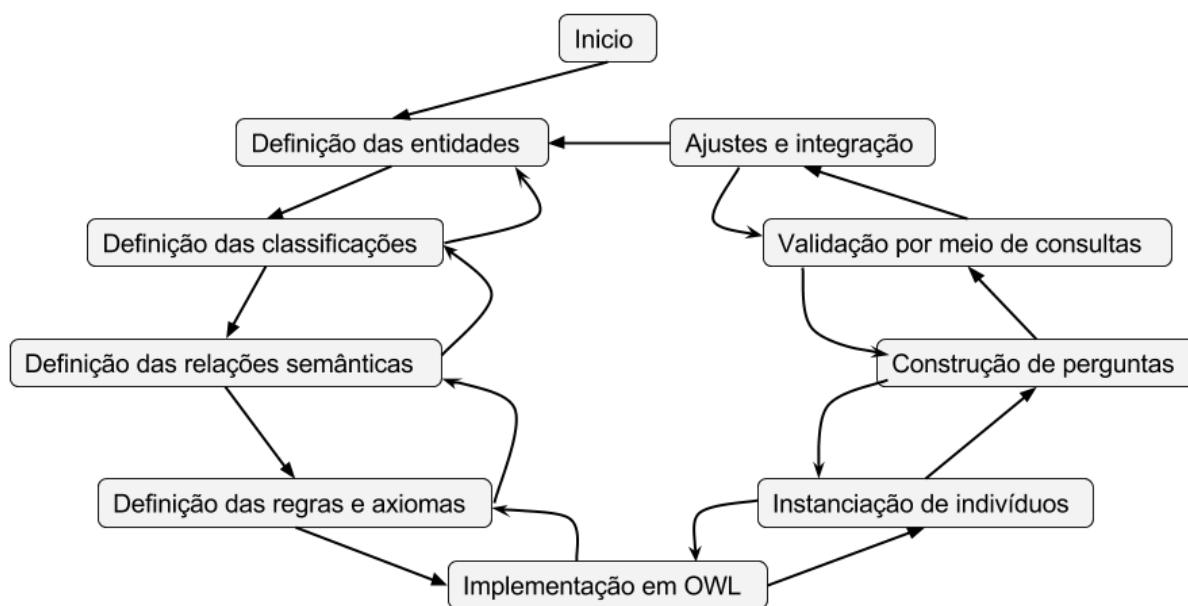 Inicio
Definição das entidades
Ajustes e integração
Definição das classificações
Validação por meio de consultas
Definição das relações semânticas
Construção de perguntas
Definição das regras e axiomas
Instanciação de indivíduos
Implementação em OWL